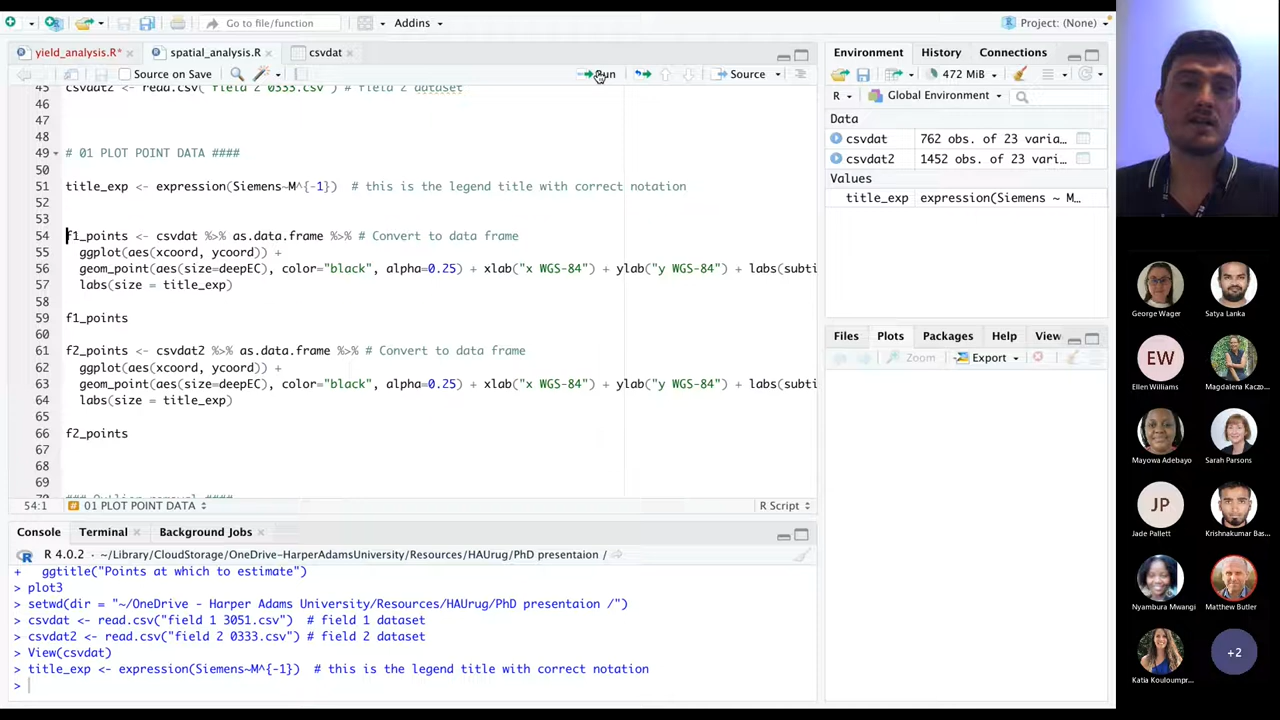 Go to file/function
Addins
Project: (None)
yield_analysis.R*
spatial_analysis.R
csvdat
Source on Save
Run
Source
45 csvdat2 <- read.csv("field 2 0333.csv") # field 2 dataset
46
47
48
49 # 01 PLOT POINT DATA ####
50
51 title_exp <- expression(Siemens~M^{-1})  # this is the legend title with correct notation
52
53
54 f1_points <- csvdat %>% as.data.frame %>% # Convert to data frame
55 ggplot(aes(xcoord, ycoord)) +
56 geom_point(aes(size=deepEC), color="black", alpha=0.25) + xlab("x WGS-84") + ylab("y WGS-84") + labs(subti
57 labs(size = title_exp)
58
59 f1_points
60
61 f2_points <- csvdat2 %>% as.data.frame %>% # Convert to data frame
62 ggplot(aes(xcoord, ycoord)) +
63 geom_point(aes(size=deepEC), color="black", alpha=0.25) + xlab("x WGS-84") + ylab("y WGS-84") + labs(subti
64 labs(size = title_exp)
65
66 f2_points
67
68
69
70 ### Outlier removal ####
54:1
01 PLOT POINT DATA
R Script
Console
Terminal
Background Jobs
R 4.0.2 · ~/Library/CloudStorage/OneDrive-HarperAdamsUniversity/Resources/HAUrug/PhD presentaion /
+   ggtitle("Points at which to estimate")
> plot3
> setwd(dir = "~/OneDrive - Harper Adams University/Resources/HAUrug/PhD presentaion /")
> csvdat <- read.csv("field 1 3051.csv")  # field 1 dataset
> csvdat2 <- read.csv("field 2 0333.csv") # field 2 dataset
> View(csvdat)
> title_exp <- expression(Siemens~M^{-1})  # this is the legend title with correct notation
>
Environment
History
Connections
472 MiB
R
Global Environment
Data
csvdat 762 obs. of 23 varia…
csvdat2 1452 obs. of 23 vari…
Values
title_exp expression(Siemens ~ M…
Files
Plots
Packages
Help
View
Zoom
Export
George Wager
Satya Lanka
EW
Ellen Williams
Magdalena Kaczo...
Mayowa Adebayo
Sarah Parsons
JP
Jade Pallett
Krishnakumar Bas...
Nyambura Mwangi
Matthew Butler
Katia Kouloumpr...
+2